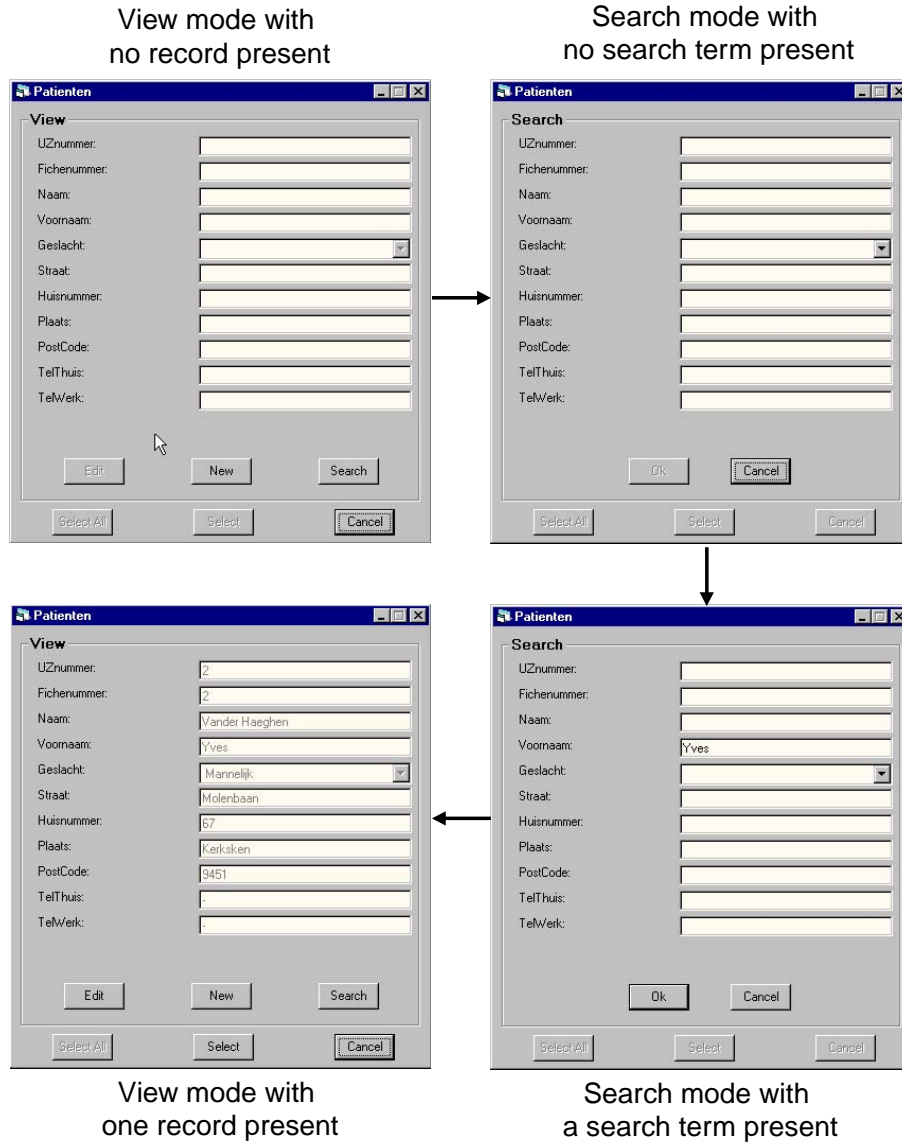 View mode with
no record present
Search mode with
no search term present
Patienten
View
UZnummer:
Fichenummer:
Naam:
Voornaam:
Geslacht:
Straat:
Huisnummer:
Plaats:
PostCode:
TelThuis:
TelWerk:
Edit New Search
Select All Select Cancel
Patienten
Search
UZnummer:
Fichenummer:
Naam:
Voornaam:
Geslacht:
Straat:
Huisnummer:
Plaats:
PostCode:
TelThuis:
TelWerk:
Ok Cancel
Select All Select Cancel
Patienten
View
UZnummer: 2
Fichenummer: 2
Naam: Vander Haeghen
Voornaam: Yves
Geslacht: Mannelijk
Straat: Molenbaan
Huisnummer: 67
Plaats: Kerksken
PostCode: 9451
TelThuis: -
TelWerk: -
Edit New Search
Select All Select Cancel
Patienten
Search
UZnummer:
Fichenummer:
Naam:
Voornaam: Yves
Geslacht:
Straat:
Huisnummer:
Plaats:
PostCode:
TelThuis:
TelWerk:
Ok Cancel
Select All Select Cancel
View mode with
one record present
Search mode with
a search term present